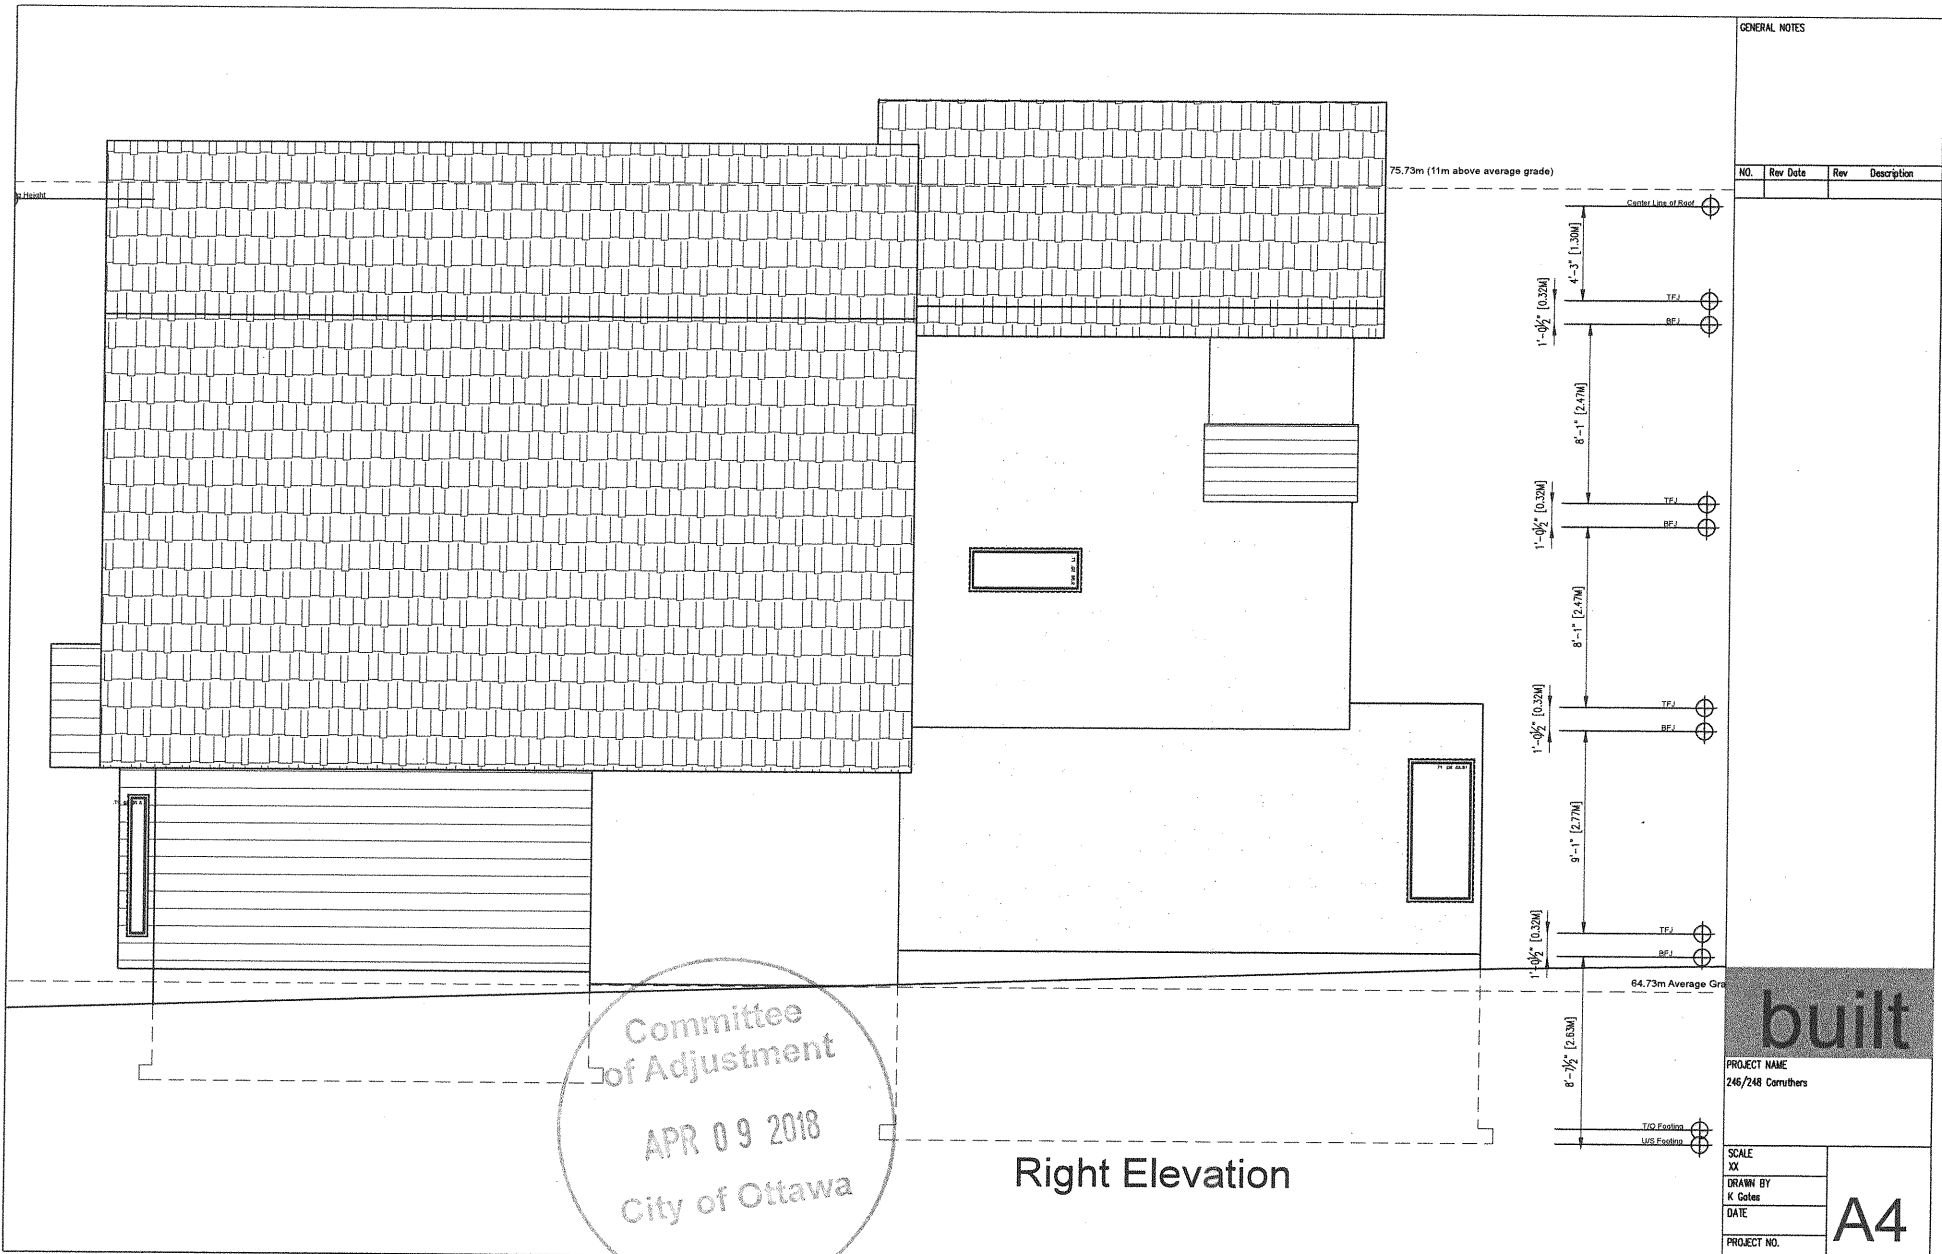 GENERAL NOTES
NO. Rev Date Rev Description
75.73m (11m above average grade)
Height
Center Line of Roof
4'-3" [1.30M]
TFJ
1'-0½" [0.32M]
BFJ
8'-1" [2.47M]
TFJ
1'-0½" [0.32M]
BFJ
8'-1" [2.47M]
TFJ
1'-0½" [0.32M]
BFJ
9'-1" [2.77M]
TFJ
1'-0½" [0.32M]
BFJ
64.73m Average Gra
8'-7½" [2.63M]
T/O Footing
U/S Footing
Committee
of Adjustment
APR 09 2018
City of Ottawa
Right Elevation
built
PROJECT NAME
246/248 Carruthers
SCALE
XX
DRAWN BY
K Gates
DATE
PROJECT NO.
A4